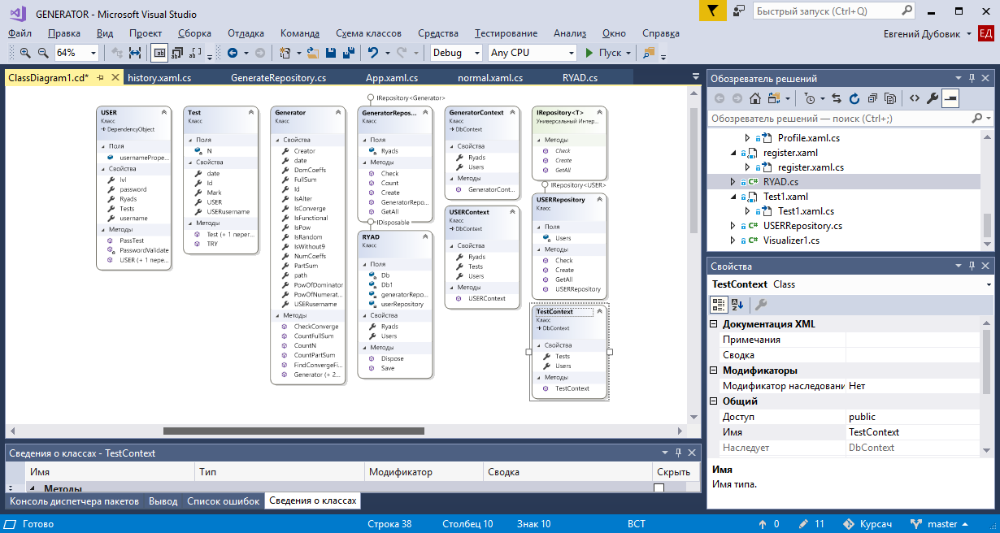 GENERATOR - Microsoft Visual Studio
Быстрый запуск (Ctrl+Q)
Файл Правка Вид Проект Сборка Отладка Команда Схема классов Средства Тестирование Анализ Окно Справка
Евгений Дубовик ЕД
64% Debug Any CPU Пуск
ClassDiagram1.cd* history.xaml.cs GenerateRepository.cs App.xaml.cs normal.xaml.cs RYAD.cs
USER
Класс
DependencyObject
Поля
usernamePrope...
Свойства
lvl
password
Ryads
Tests
username
Методы
PassTest
PasswordValidate
USER (+ 1 пере...
Test
Класс
Поля
N
Свойства
date
Id
Mark
USER
USERusername
Методы
Test (+ 1 перег...
TRY
Generator
Класс
Свойства
Creator
date
DomCoeffs
FullSum
Id
IsAlter
IsConverge
IsFunctional
IsPow
IsRandom
IsWithout9
NumCoeffs
PartSum
path
PowOfDominator
PowOfNumerat...
USERusername
Методы
CheckConverge
CountFullSum
CountN
CountPartSum
FindConvergeFi...
Generator (+ 2...
IRepository<Generator>
GeneratorRepos...
Класс
Поля
Ryads
Методы
Check
Count
Create
GeneratorRepo...
GetAll
IDisposable
RYAD
Класс
Поля
Db
Db1
generatorRepo...
userRepository
Свойства
Ryads
Users
Методы
Dispose
Save
GeneratorContext
Класс
DbContext
Свойства
Ryads
Users
Методы
GeneratorCont...
USERContext
Класс
DbContext
Свойства
Ryads
Tests
Users
Методы
USERContext
IRepository<T>
Универсальный Интер...
Методы
Check
Create
GetAll
IRepository<USER>
USERRepository
Класс
Поля
Users
Методы
Check
Create
GetAll
USERRepository
TestContext
Класс
DbContext
Свойства
Tests
Users
Методы
TestContext
Обозреватель решений
Обозреватель решений — поиск (Ctrl+;)
Profile.xaml.cs
register.xaml
register.xaml.cs
C# RYAD.cs
Test1.xaml
Test1.xaml.cs
C# USERRepository.cs
C# Visualizer1.cs
Свойства
TestContext Class
Документация XML
Примечания
Сводка
Модификаторы
Модификатор наследовани Нет
Общий
Доступ public
Имя TestContext
Наследует DbContext
Имя
Имя типа.
Сведения о классах - TestContext
Имя Тип Модификатор Сводка Скрыть
Методы
Консоль диспетчера пакетов Вывод Список ошибок Сведения о классах
Готово Строка 38 Столбец 10 Знак 10 ВСТ 0 11 Курсач master